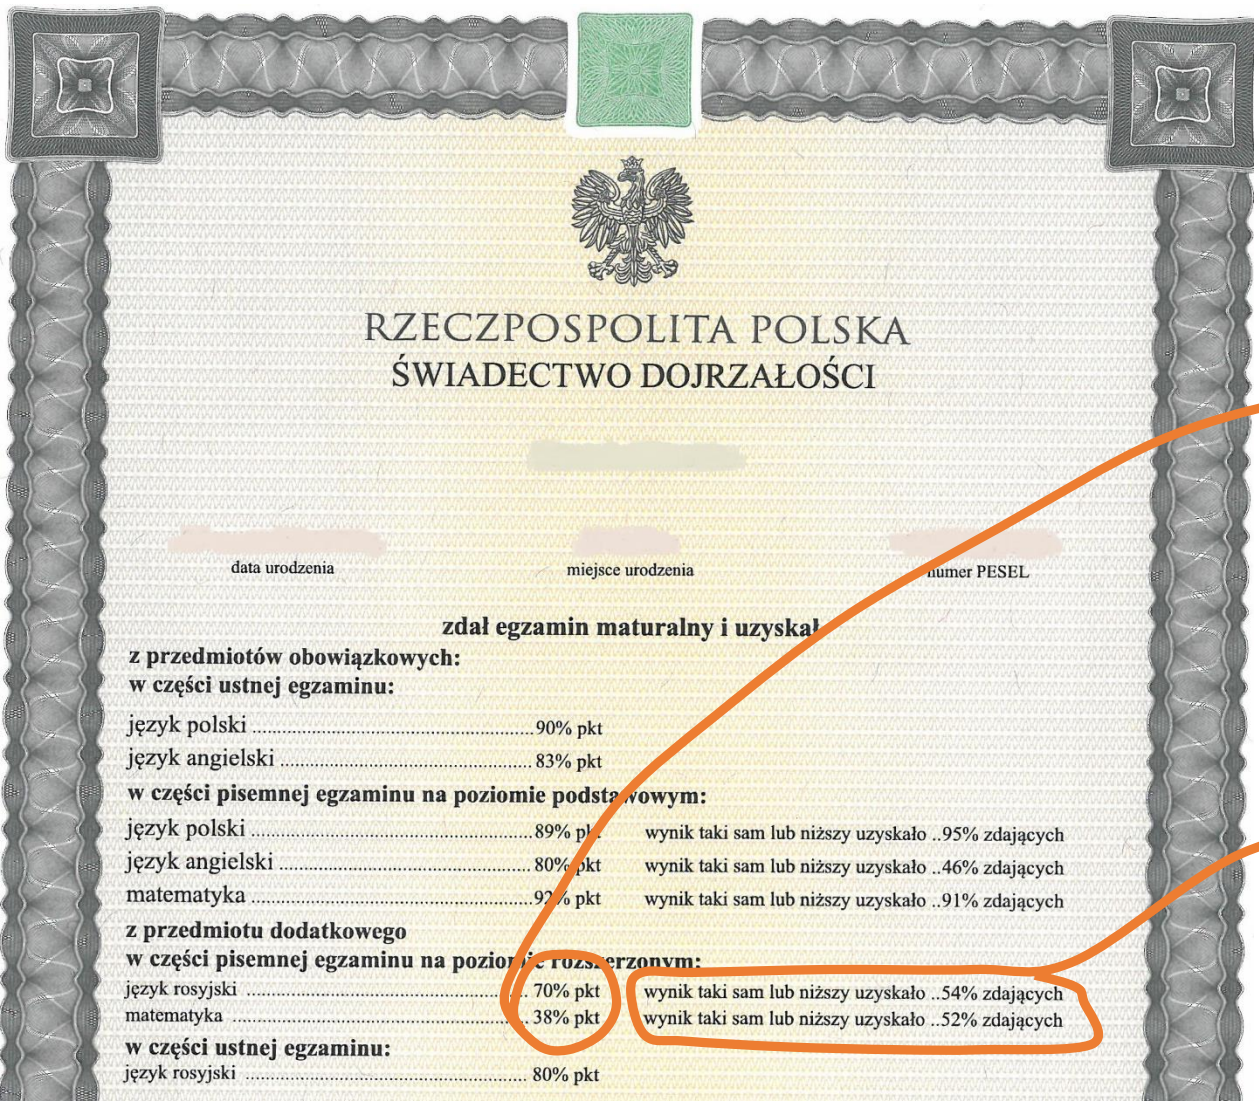 RZECZPOSPOLITA POLSKA
ŚWIADECTWO DOJRZAŁOŚCI
data urodzenia miejsce urodzenia numer PESEL
zdał egzamin maturalny i uzyskał
z przedmiotów obowiązkowych:
w części ustnej egzaminu:
język polski ........ 90% pkt
język angielski ........ 83% pkt
w części pisemnej egzaminu na poziomie podstawowym:
język polski ........ 89% pkt wynik taki sam lub niższy uzyskało ..95% zdających
język angielski ........ 80% pkt wynik taki sam lub niższy uzyskało ..46% zdających
matematyka ........ 92% pkt wynik taki sam lub niższy uzyskało ..91% zdających
z przedmiotu dodatkowego
w części pisemnej egzaminu na poziomie rozszerzonym:
język rosyjski ........ 70% pkt wynik taki sam lub niższy uzyskało ..54% zdających
matematyka ........ 38% pkt wynik taki sam lub niższy uzyskało ..52% zdających
w części ustnej egzaminu:
język rosyjski ........ 80% pkt